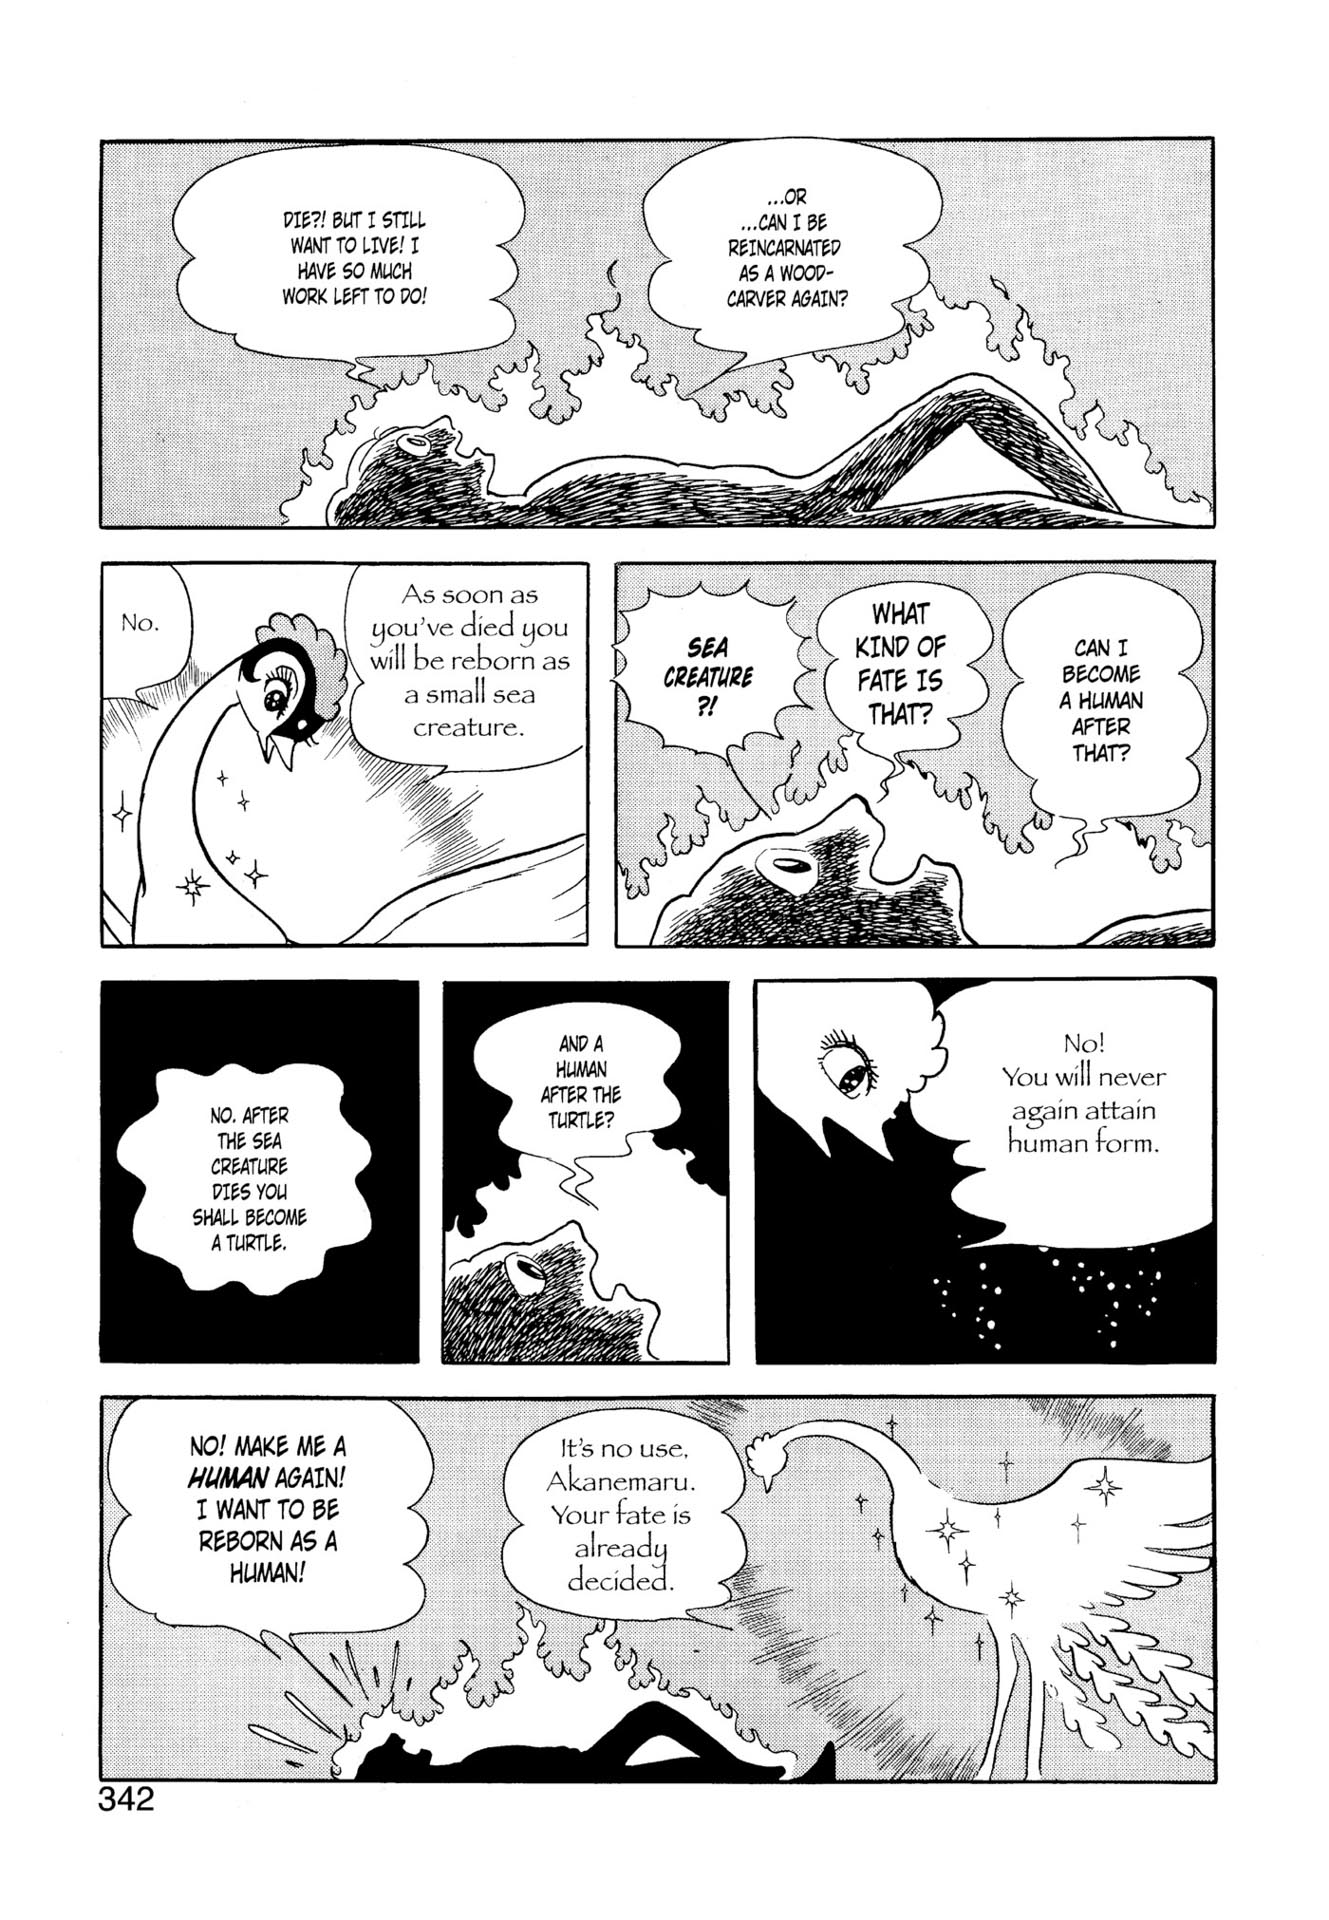 DIE?! BUT I STILL
WANT TO LIVE! I
HAVE SO MUCH
WORK LEFT TO DO!
...OR
...CAN I BE
REINCARNATED
AS A WOOD-
CARVER AGAIN?
No.
As soon as
you've died you
will be reborn as
a small sea
creature.
SEA
CREATURE
?!
WHAT
KIND OF
FATE IS
THAT?
CAN I
BECOME
A HUMAN
AFTER
THAT?
NO. AFTER
THE SEA
CREATURE
DIES YOU
SHALL BECOME
A TURTLE.
AND A
HUMAN
AFTER THE
TURTLE?
No!
You will never
again attain
human form.
NO! MAKE ME A
HUMAN AGAIN!
I WANT TO BE
REBORN AS A
HUMAN!
It's no use,
Akanemaru.
Your fate is
already
decided.
342